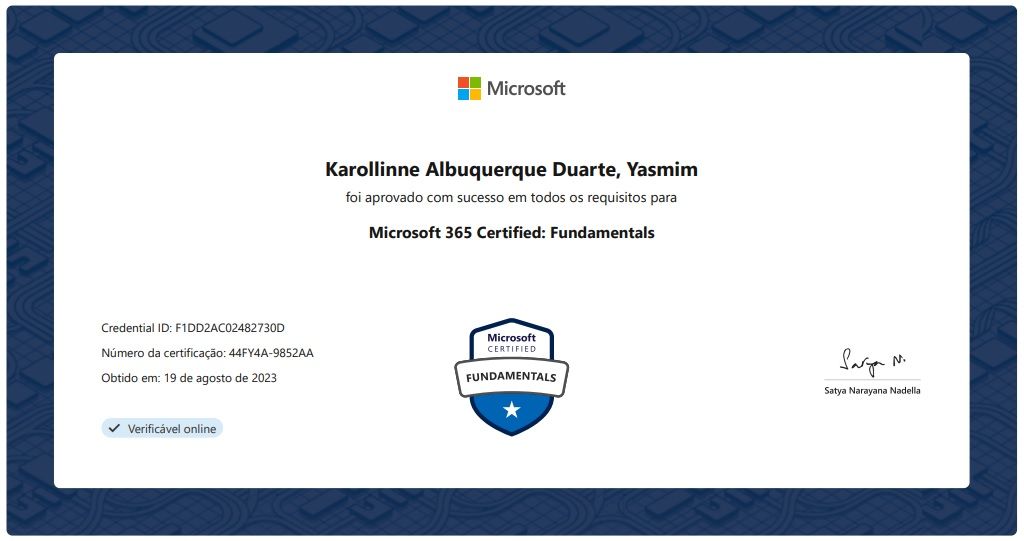 Microsoft
Karollinne Albuquerque Duarte, Yasmim
foi aprovado com sucesso em todos os requisitos para
Microsoft 365 Certified: Fundamentals
Credential ID: F1DD2AC02482730D
Número da certificação: 44FY4A-9852AA
Obtido em: 19 de agosto de 2023
Verificável online
Microsoft
CERTIFIED
FUNDAMENTALS
Satya N.
Satya Narayana Nadella